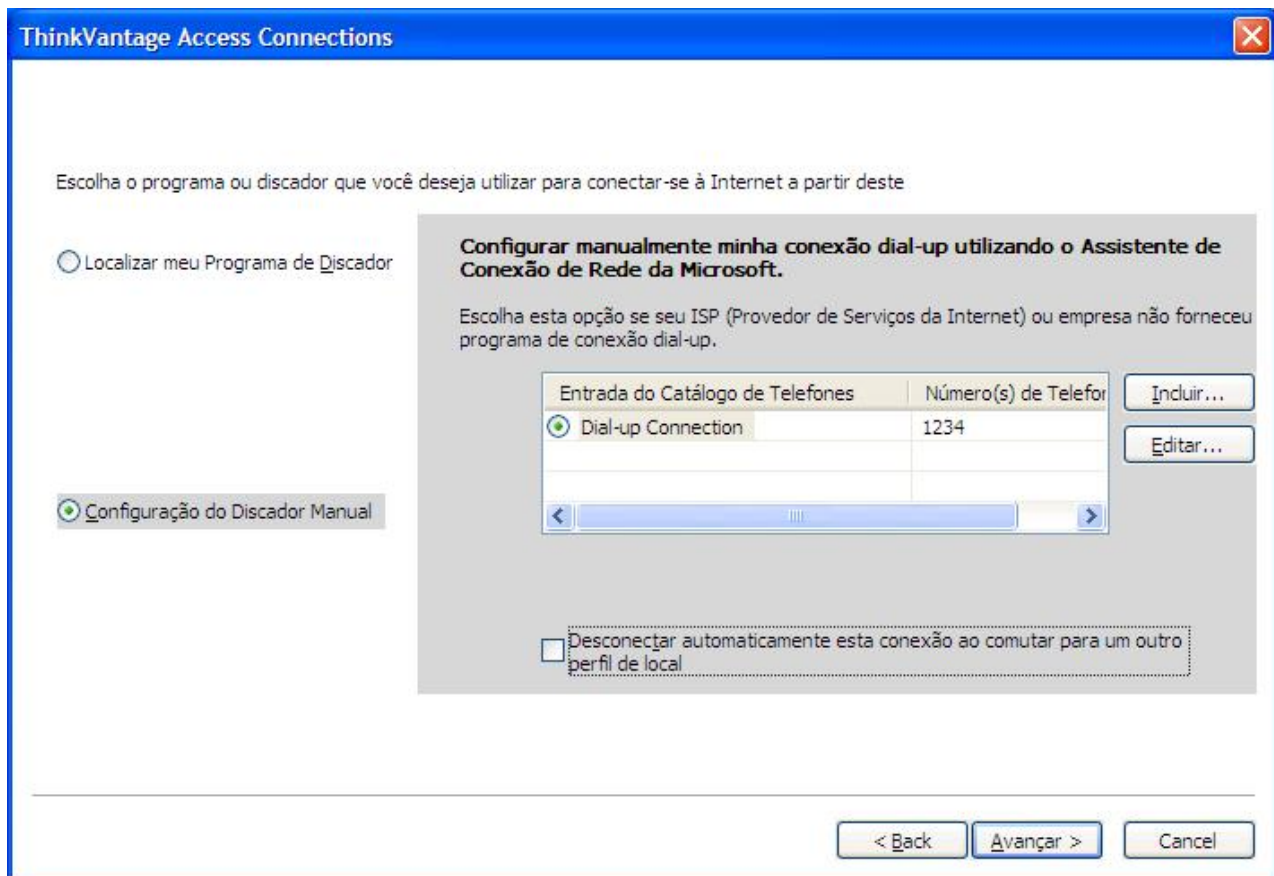 ThinkVantage Access Connections
Escolha o programa ou discador que você deseja utilizar para conectar-se à Internet a partir deste
Localizar meu Programa de Discador
Configurar manualmente minha conexão dial-up utilizando o Assistente de
Conexão de Rede da Microsoft.
Escolha esta opção se seu ISP (Provedor de Serviços da Internet) ou empresa não forneceu
programa de conexão dial-up.
Entrada do Catálogo de Telefones Número(s) de Telefor
Incluir...
Dial-up Connection 1234
Editar...
Configuração do Discador Manual
Desconectar automaticamente esta conexão ao comutar para um outro
perfil de local
< Back Avançar > Cancel